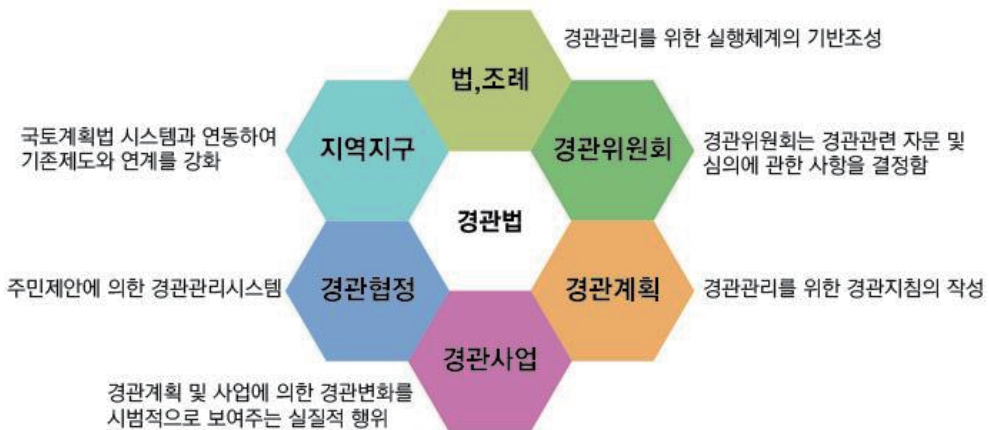 경관관리를 위한 실행체계의 기반조성
법,조례
국토계획법 시스템과 연동하여
기존제도와 연계를 강화
지역지구
경관위원회
경관위원회는 경관관련 자문 및
심의에 관한 사항을 결정함
경관법
주민제안에 의한 경관관리시스템
경관협정
경관계획
경관관리를 위한 경관지침의 작성
경관사업
경관계획 및 사업에 의한 경관변화를
시범적으로 보여주는 실질적 행위